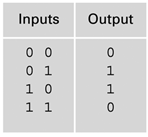 Inputs Output
0 0 0
0 1 1
1 0 1
1 1 0